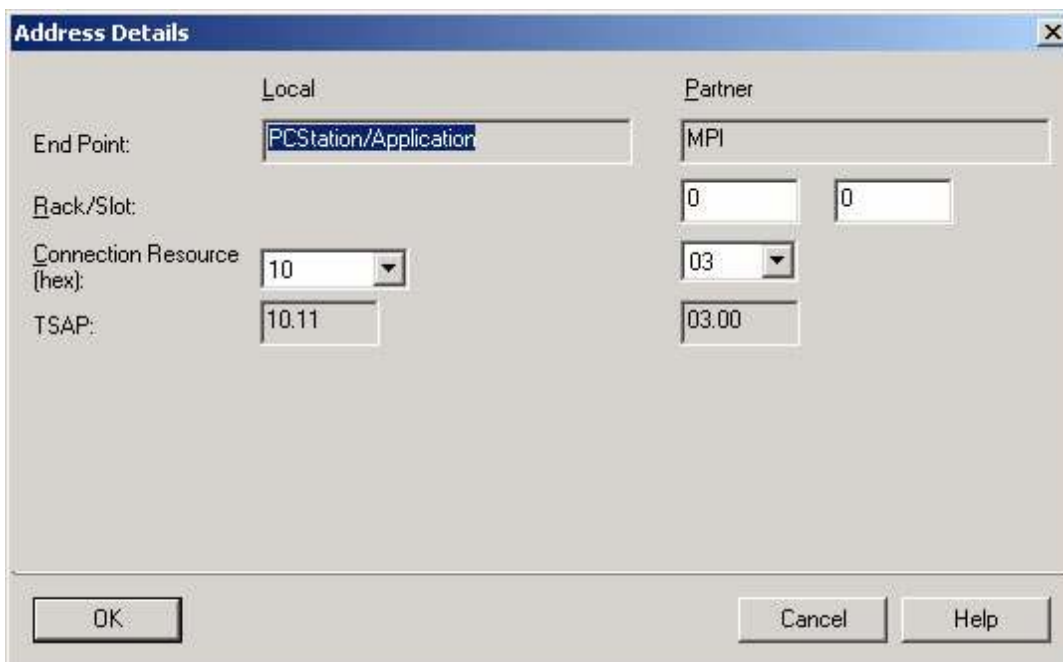 Address Details
Local Partner
End Point: PCStation/Application MPI
Rack/Slot: 0 0
Connection Resource
(hex): 10 03
TSAP: 10.11 03.00
OK Cancel Help